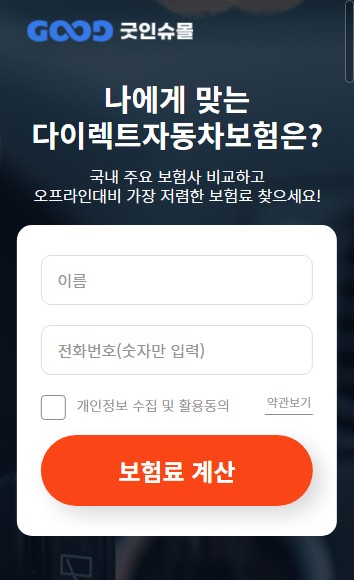 GOOD 굿인슈몰
나에게 맞는
다이렉트자동차보험은?
국내 주요 보험사 비교하고
오프라인대비 가장 저렴한 보험료 찾으세요!
이름
전화번호(숫자만 입력)
개인정보 수집 및 활용동의 약관보기
보험료 계산